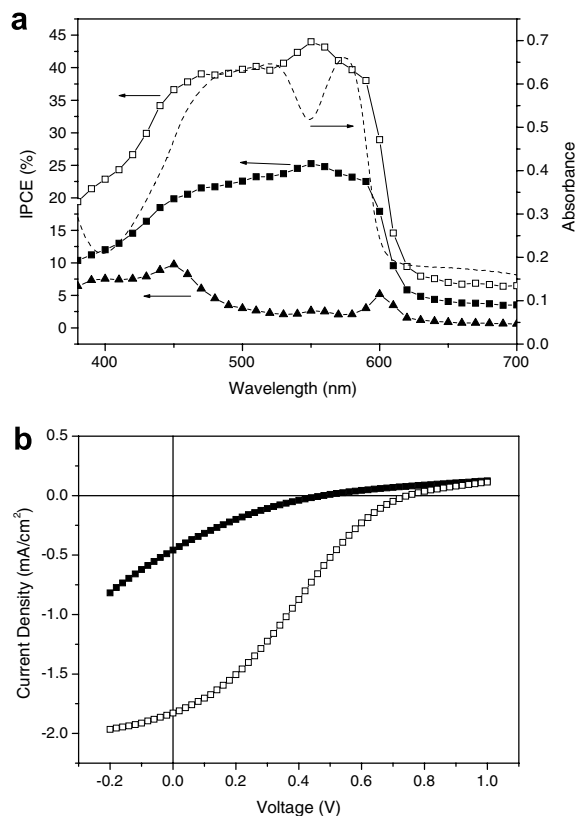 a
45
40
35
30
25
20
15
10
5
0
IPCE (%)
0.7
0.6
0.5
0.4
0.3
0.2
0.1
0.0
Absorbance
400 500 600 700
Wavelength (nm)
b
0.5
0.0
-0.5
-1.0
-1.5
-2.0
Current Density (mA/cm²)
-0.2 0.0 0.2 0.4 0.6 0.8 1.0
Voltage (V)